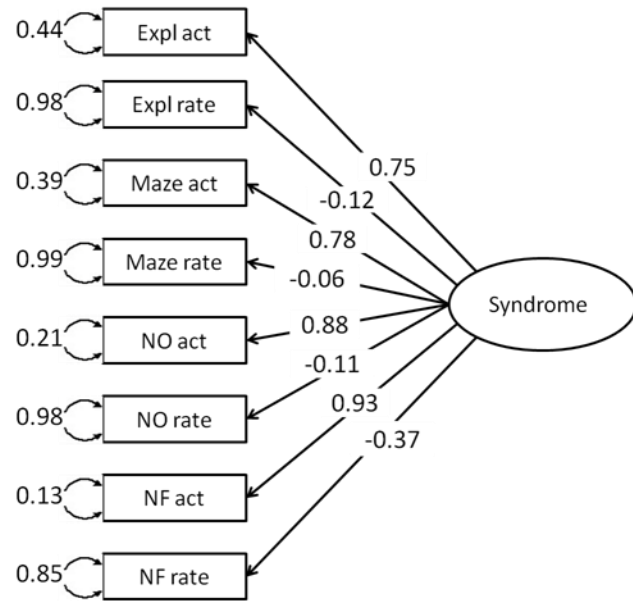 0.44 Expl act
0.98 Expl rate
0.75
0.39 Maze act
-0.12
0.78
0.99 Maze rate
-0.06
Syndrome
0.21 NO act
0.88
-0.11
0.98 NO rate
0.93
-0.37
0.13 NF act
0.85 NF rate